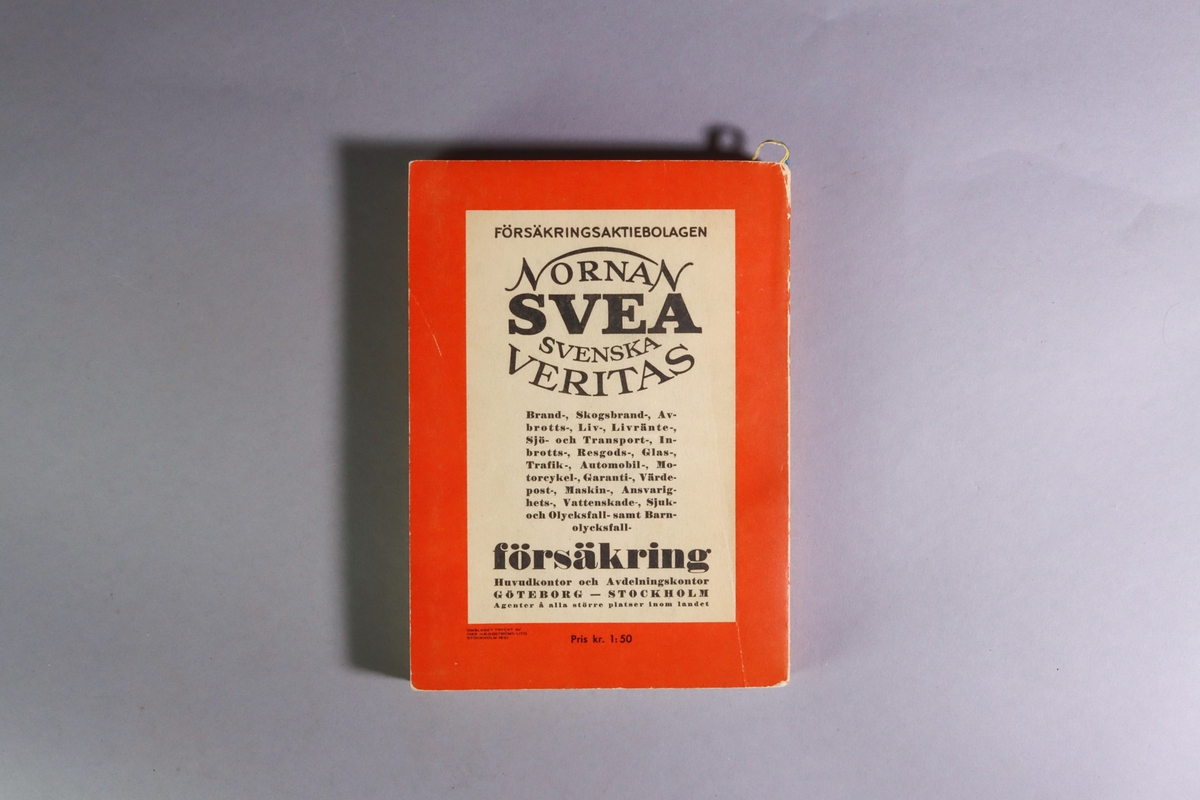 FÖRSÄKRINGSAKTIEBOLAGEN
NORNAN
SVEA
SVENSKA
VERITAS
Brand-, Skogsbrand-, Av-
brotts-, Liv-, Livränte-,
Sjö- och Transport-, In-
brotts-, Resgods-, Glas-,
Trafik-, Automobil-, Mo-
torcykel-, Garanti-, Värde-
post-, Maskin-, Ansvarig-
hets-, Vattenskade-, Sjuk-
och Olycksfall- samt Barn-
olycksfall-
försäkring
Huvudkontor och Avdelningskontor
GÖTEBORG — STOCKHOLM
Agenter å alla större platser inom landet
Pris kr. 1:50